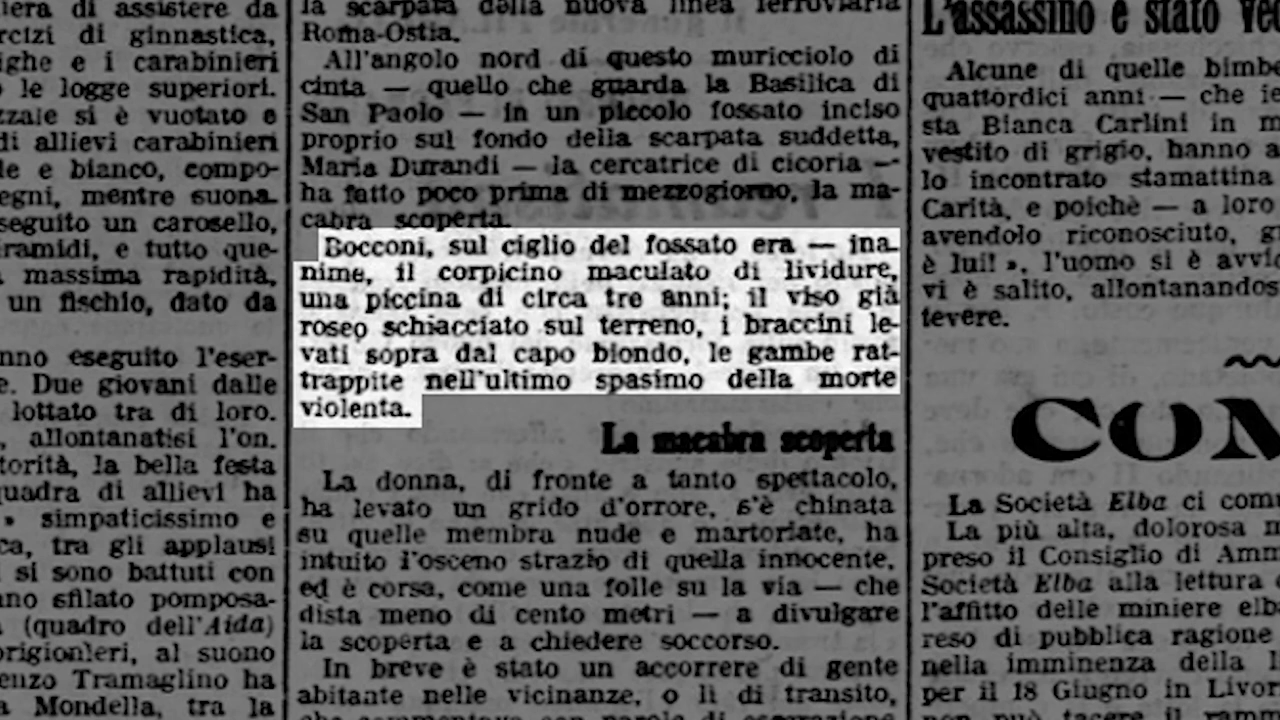 iera di assistere da
rcizi di ginnastica,
ighe e i carabinieri
le logge superiori.
zzale si è vuotato e
di allievi carabinieri
le e bianco, compo-
egni, mentre suona-
seguito un carosello,
ramidi, e tutto que-
massima rapidità,
un fischio, dato da
nno eseguito l'eser-
e. Due giovani dalle
lottato tra di loro.
, allontanatisi l'on.
torità, la bella festa
quadra di allievi ha
» simpaticissimo e
ca, tra gli applausi
si sono battuti con
ano sfilato pomposa-
(quadro dell'Aida)
origionieri, al suono
enzo Tramaglino ha
a Mondella, tra la
la scarpata della nuova linea ferroviaria
Roma-Ostia.
All'angolo nord di questo muricciolo di
cinta — quello che guarda la Basilica di
San Paolo — in un piccolo fossato inciso
proprio sul fondo della scarpata suddetta,
Maria Durandi — la cercatrice di cicoria —
ha fatto poco prima di mezzogiorno, la ma-
cabra scoperta.
Bocconi, sul ciglio del fossato era — ina-
nime, il corpicino maculato di lividure,
una piccina di circa tre anni; il viso già
roseo schiacciato sul terreno, i braccini le-
vati sopra dal capo biondo, le gambe rat-
trappite nell'ultimo spasimo della morte
violenta.
La macabra scoperta
La donna, di fronte a tanto spettacolo,
ha levato un grido d'orrore, s'è chinata
su quelle membra nude e martoriate, ha
intuito l'osceno strazio di quella innocente,
ed è corsa, come una folle su la via — che
dista meno di cento metri — a divulgare
la scoperta e a chiedere soccorso.
In breve è stato un accorrere di gente
abitante nelle vicinanze, o lì di transito,
L'assassino è stato ved
Alcune di quelle bimbe
quattordici anni — che ie
sta Bianca Carlini in m
vestito di grigio, hanno a
lo incontrato stamattina
Carità, e poichè — a loro
avendolo riconosciuto, g
è lui! », l'uomo si è avvic
vi è salito, allontanandos
tevere.
COM
La Società Elba ci com
La più alta, dolorosa m
preso il Consiglio di Amm
Società Elba alla lettura
l'affitto delle miniere elb
reso di pubblica ragione
nella imminenza della l
per il 18 Giugno in Livor